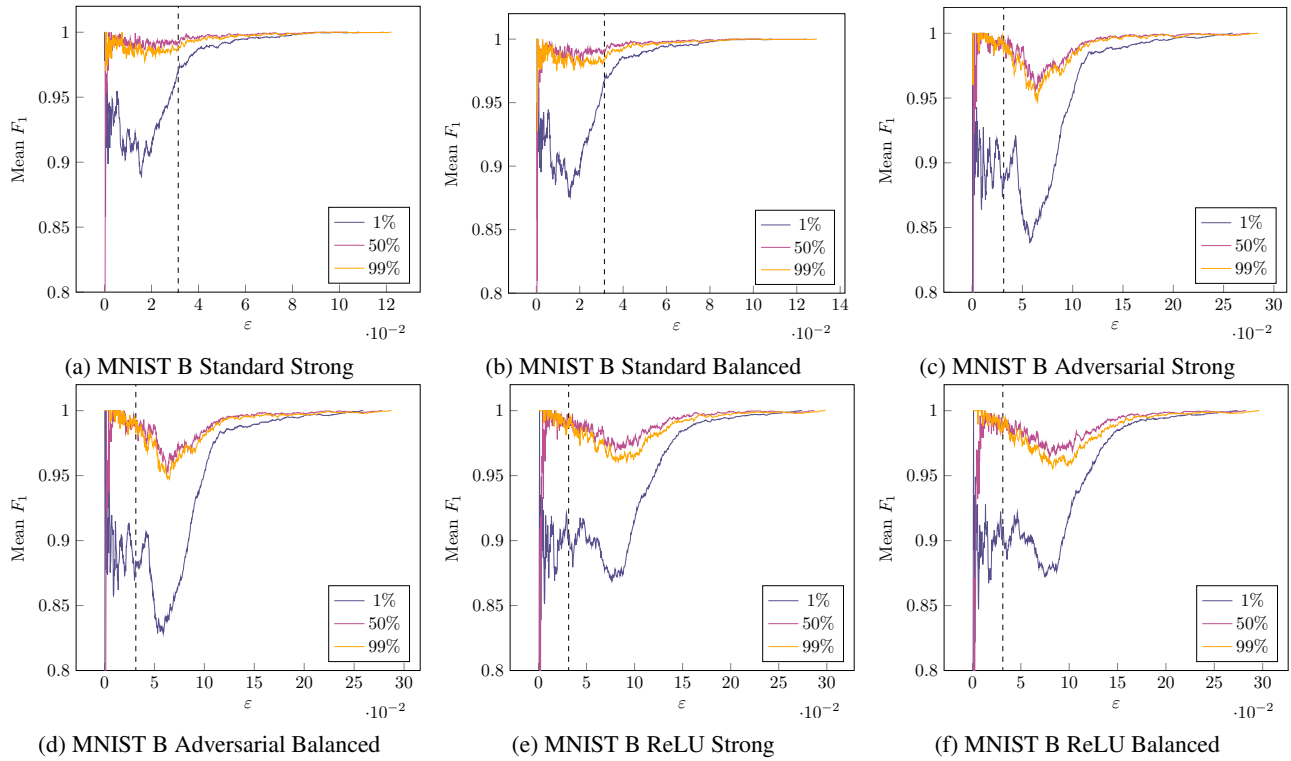 1
0.95
0.9
0.85
0.8
Mean F1
0 2 4 6 8 10 12
ε
·10−2
1%
50%
99%
(a) MNIST B Standard Strong
1
0.95
0.9
0.85
0.8
Mean F1
0 2 4 6 8 10 12 14
ε
·10−2
1%
50%
99%
(b) MNIST B Standard Balanced
1
0.95
0.9
0.85
0.8
Mean F1
0 5 10 15 20 25 30
ε
·10−2
1%
50%
99%
(c) MNIST B Adversarial Strong
1
0.95
0.9
0.85
0.8
Mean F1
0 5 10 15 20 25 30
ε
·10−2
1%
50%
99%
(d) MNIST B Adversarial Balanced
1
0.95
0.9
0.85
0.8
Mean F1
0 5 10 15 20 25 30
ε
·10−2
1%
50%
99%
(e) MNIST B ReLU Strong
1
0.95
0.9
0.85
0.8
Mean F1
0 5 10 15 20 25 30
ε
·10−2
1%
50%
99%
(f) MNIST B ReLU Balanced